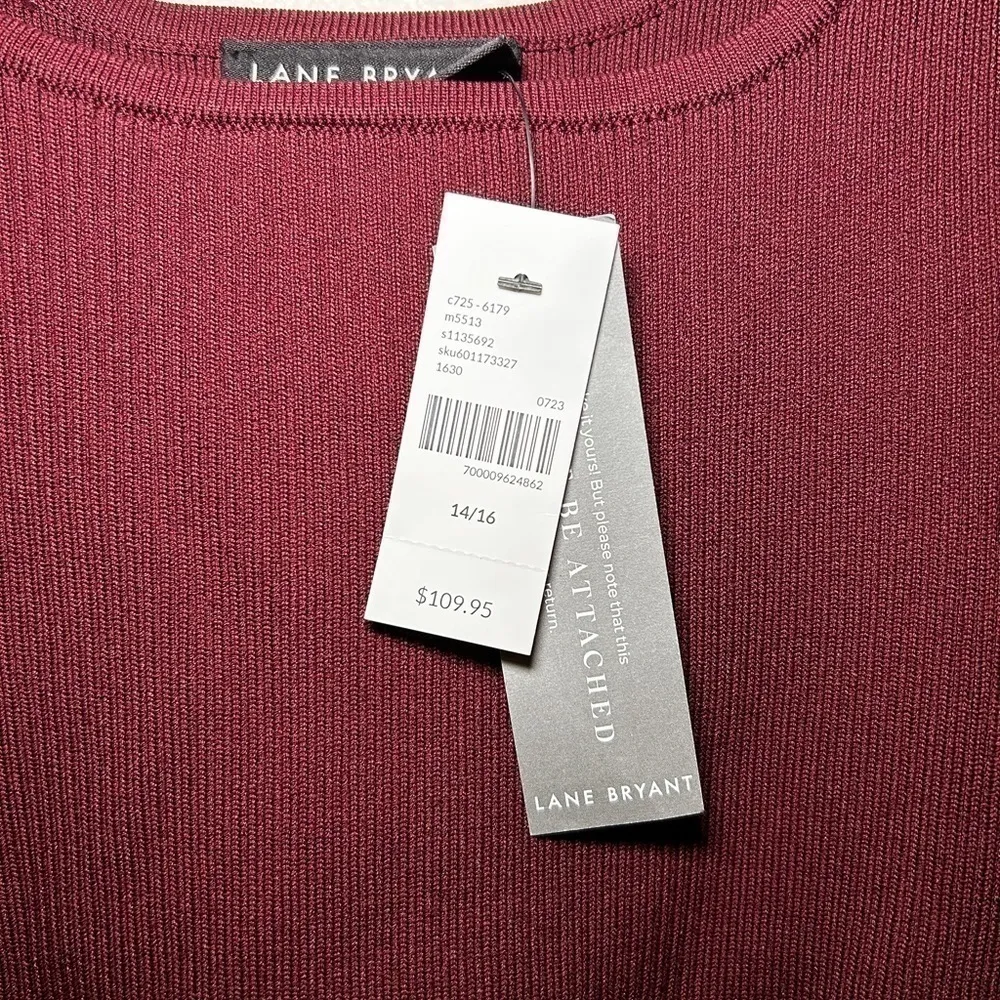 LANE
c725 - 6179
m5513
s1135692
sku601173327
1630
0723
700009624862
14/16
$109.95
it yours! But please note that this
BE ATTACHED
return.
LANE BRYANT